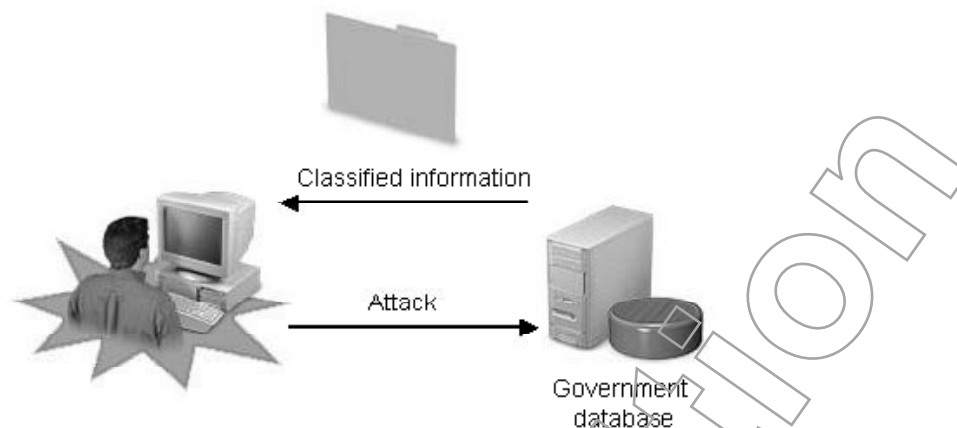 Classified information
Attack
Government
database